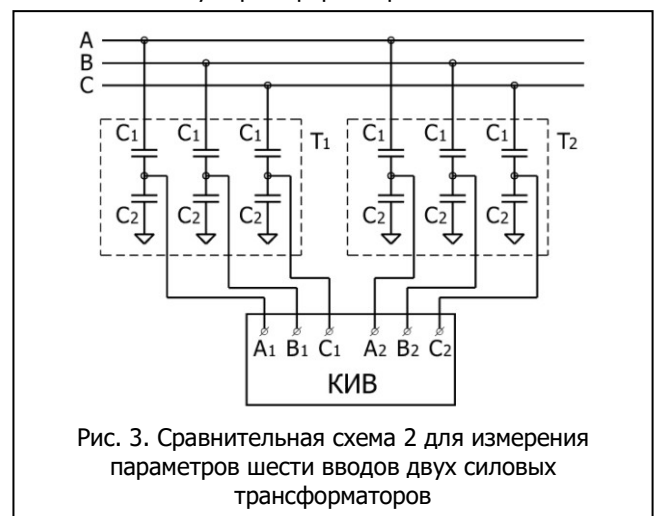 A
B
C
C1 C1 C1 T1 C1 C1 C1 T2
C2 C2 C2 C2 C2 C2
A1 B1 C1 A2 B2 C2
КИВ
Рис. 3. Сравнительная схема 2 для измерения
параметров шести вводов двух силовых
трансформаторов